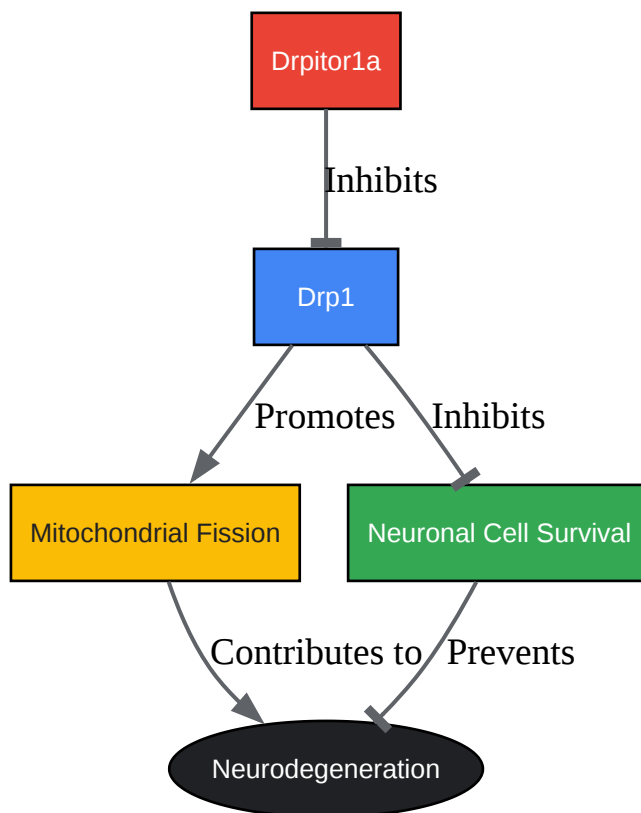 Drpitor1a
Inhibits
Drp1
Promotes
Inhibits
Mitochondrial Fission
Neuronal Cell Survival
Contributes to
Prevents
Neurodegeneration